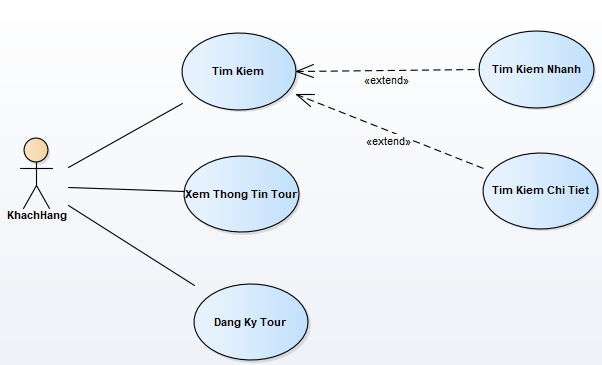 Tim Kiem
Tim Kiem Nhanh
«extend»
«extend»
Xem Thong Tin Tour
Tim Kiem Chi Tiet
KhachHang
Dang Ky Tour